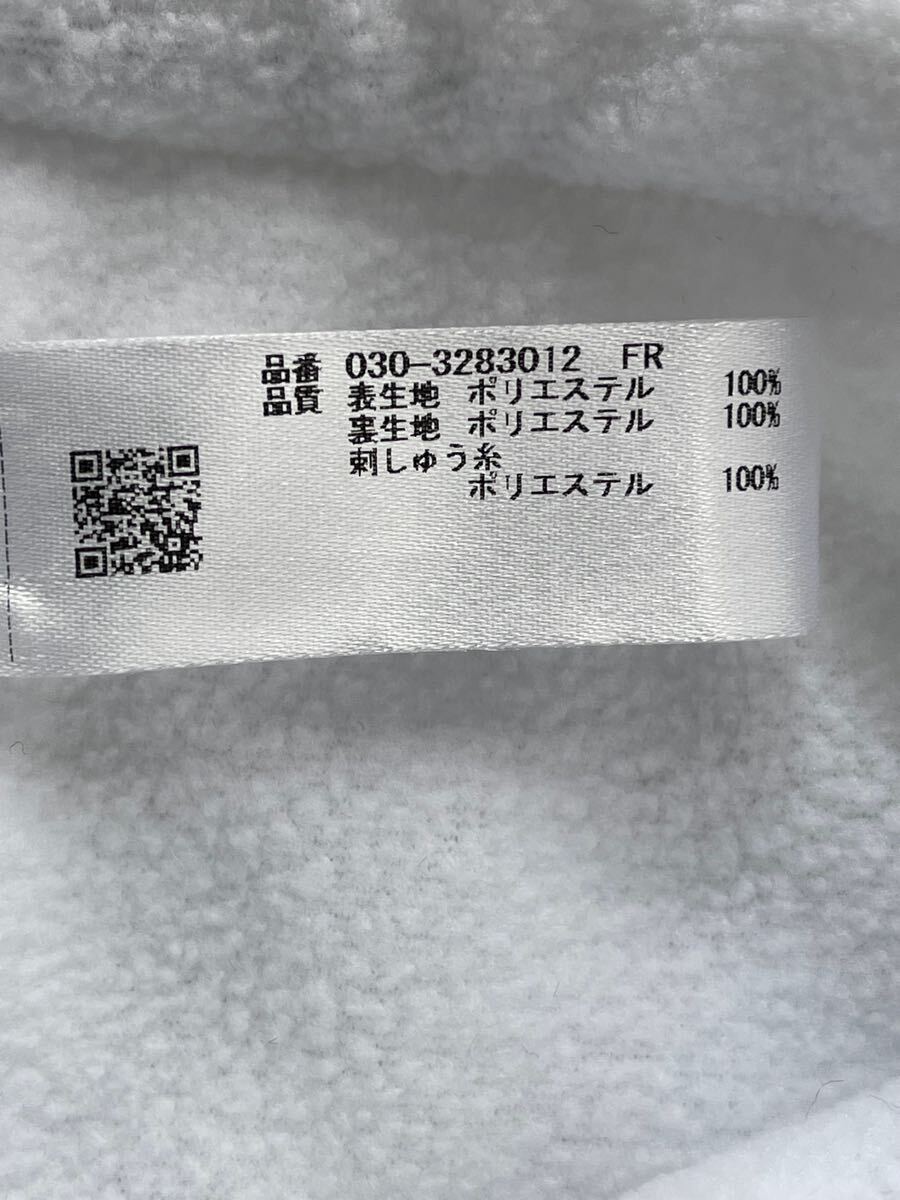 品番 030-3283012 FR
品質 表生地 ポリエステル 100%
裏生地 ポリエステル 100%
刺しゅう糸
ポリエステル 100%